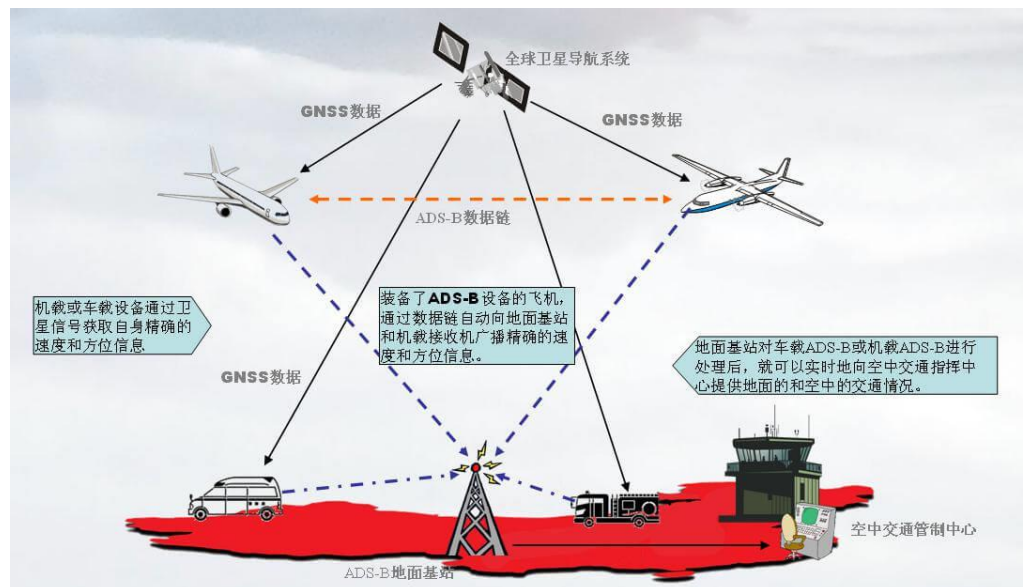 全球卫星导航系统
GNSS数据
GNSS数据
ADS-B数据链
机载或车载设备通过卫
星信号获取自身精确的
速度和方位信息
装备了ADS-B设备的飞机，
通过数据链自动向地面基站
和机载接收机广播精确的速
度和方位信息。
地面基站对车载ADS-B或机载ADS-B进行
处理后，就可以实时地向空中交通指挥中
心提供地面的和空中的交通情况。
GNSS数据
空中交通管制中心
ADS-B地面基站